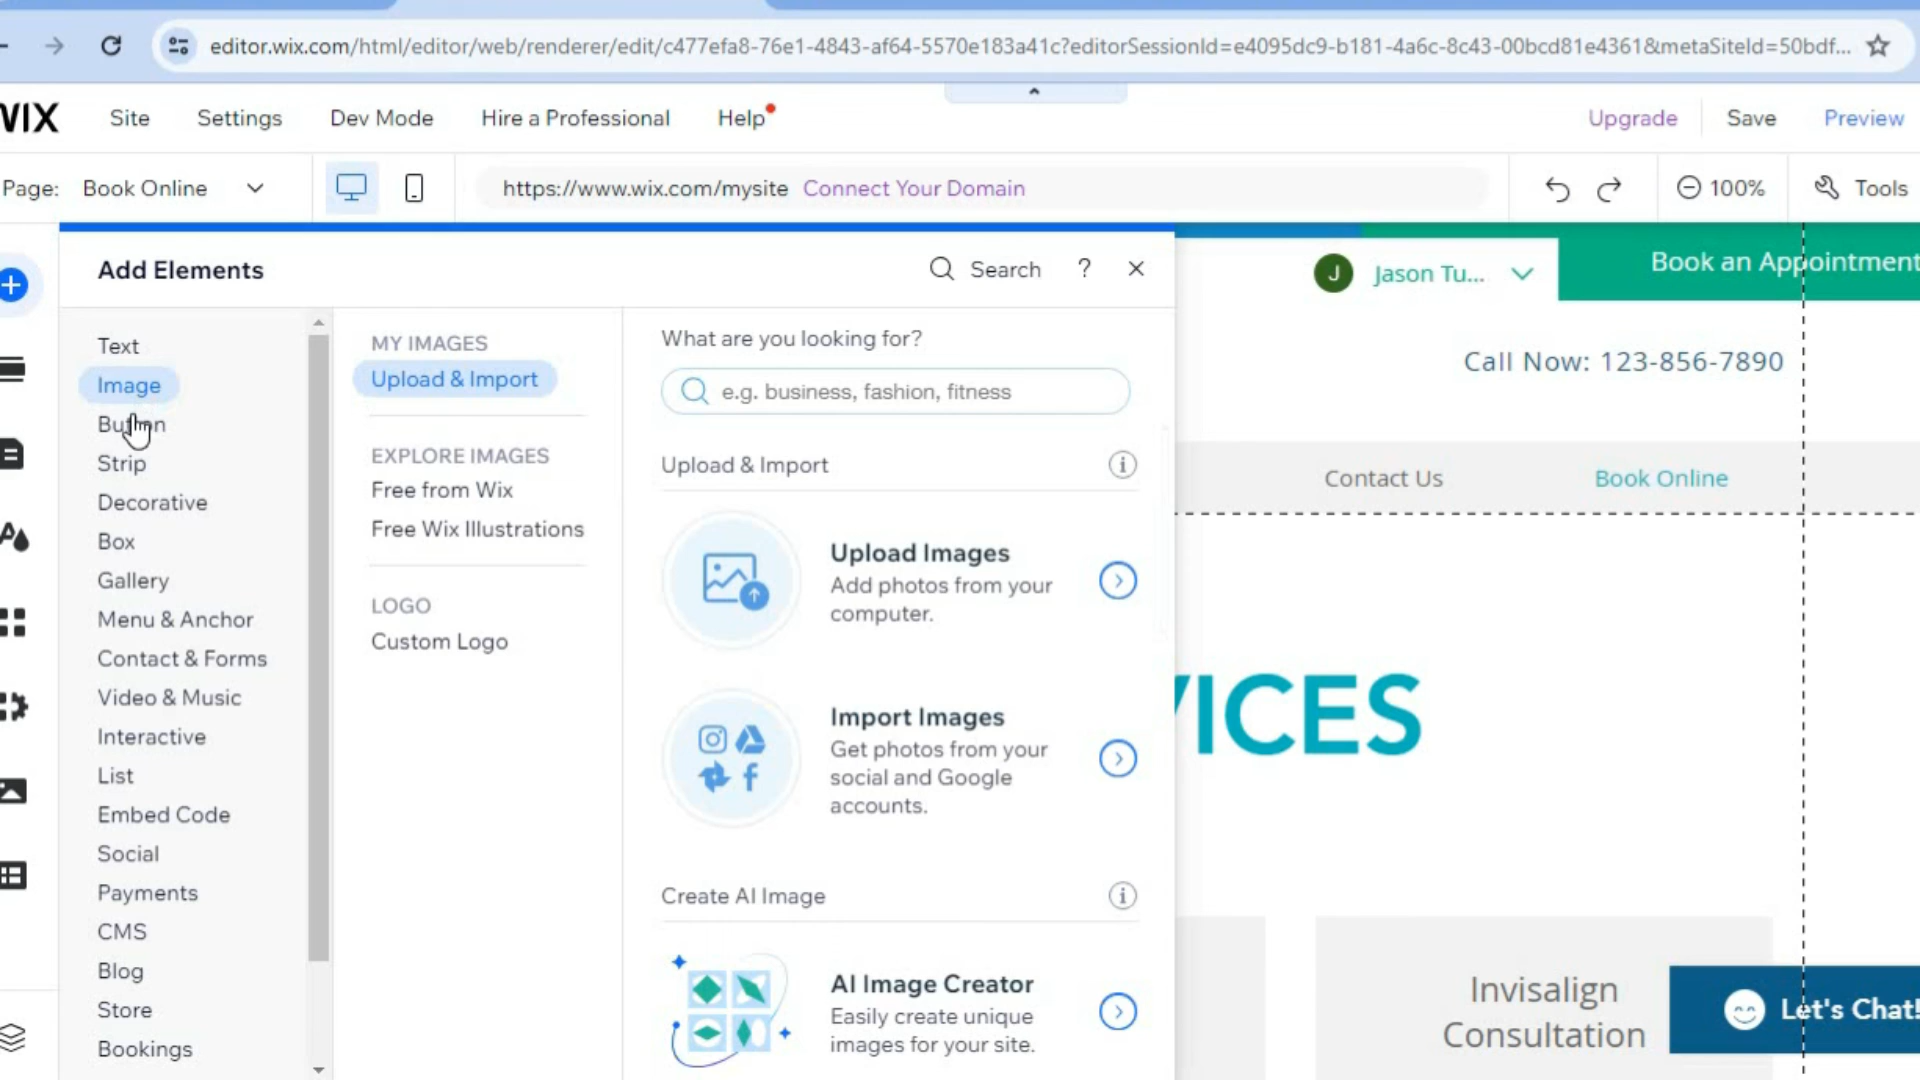 editor.wix.com/html/editor/web/renderer/edit/c477efa8-76e1-4843-af64-5570e183a41c?editorSessionId=e4095dc9-b181-4a6c-8c43-00bcd81e4361&metaSiteId=50bdf...
WIX
Site
Settings
Dev Mode
Hire a Professional
Help
Upgrade
Save
Preview
Page:
Book Online
https://www.wix.com/mysite
Connect Your Domain
100%
Tools
Add Elements
Search
?
Text
Image
Button
Strip
Decorative
Box
Gallery
Menu & Anchor
Contact & Forms
Video & Music
Interactive
List
Embed Code
Social
Payments
CMS
Blog
Store
Bookings
MY IMAGES
Upload & Import
EXPLORE IMAGES
Free from Wix
Free Wix Illustrations
LOGO
Custom Logo
What are you looking for?
e.g. business, fashion, fitness
Upload & Import
Upload Images
Add photos from your
computer.
Import Images
Get photos from your
social and Google
accounts.
Create AI Image
AI Image Creator
Easily create unique
images for your site.
J
Jason Tu...
Book an Appointment
Call Now: 123-856-7890
Contact Us
Book Online
VICES
Invisalign
Consultation
Let's Chat!